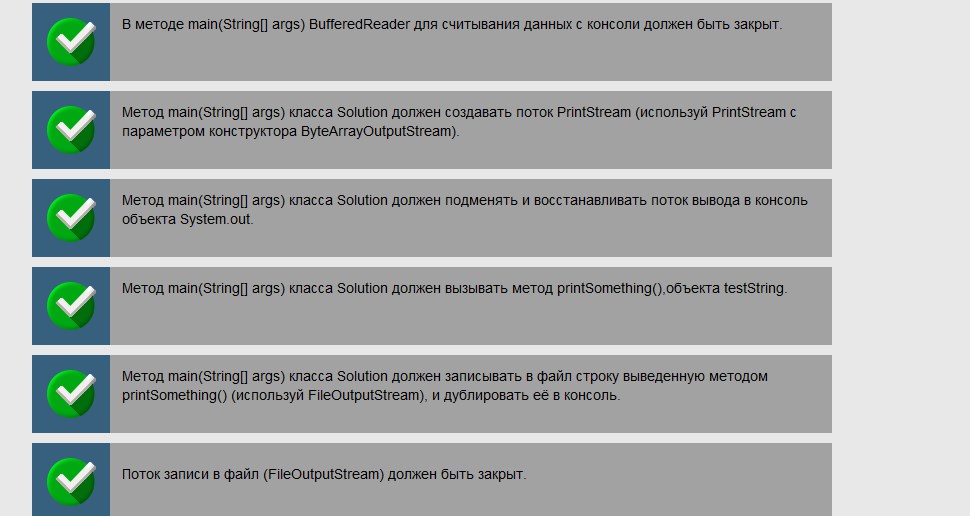 В методе main(String[] args) BufferedReader для считывания данных с консоли должен быть закрыт.
Метод main(String[] args) класса Solution должен создавать поток PrintStream (используй PrintStream c
параметром конструктора ByteArrayOutputStream).
Метод main(String[] args) класса Solution должен подменять и восстанавливать поток вывода в консоль
объекта System.out.
Метод main(String[] args) класса Solution должен вызывать метод printSomething(),объекта testString.
Метод main(String[] args) класса Solution должен записывать в файл строку выведенную методом
printSomething() (используй FileOutputStream), и дублировать её в консоль.
Поток записи в файл (FileOutputStream) должен быть закрыт.